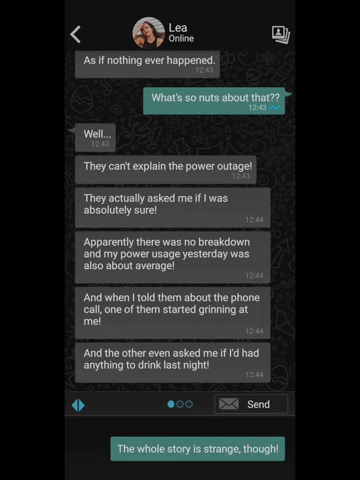 Lea
Online
As if nothing ever happened.
12:43
What's so nuts about that??
12:43
Well...
12:43
They can't explain the power outage!
12:43
They actually asked me if I was
absolutely sure!
12:44
Apparently there was no breakdown
and my power usage yesterday was
also about average!
12:44
And when I told them about the phone
call, one of them started grinning at
me!
12:44
And the other even asked me if I'd had
anything to drink last night!
12:44
Send
The whole story is strange, though!